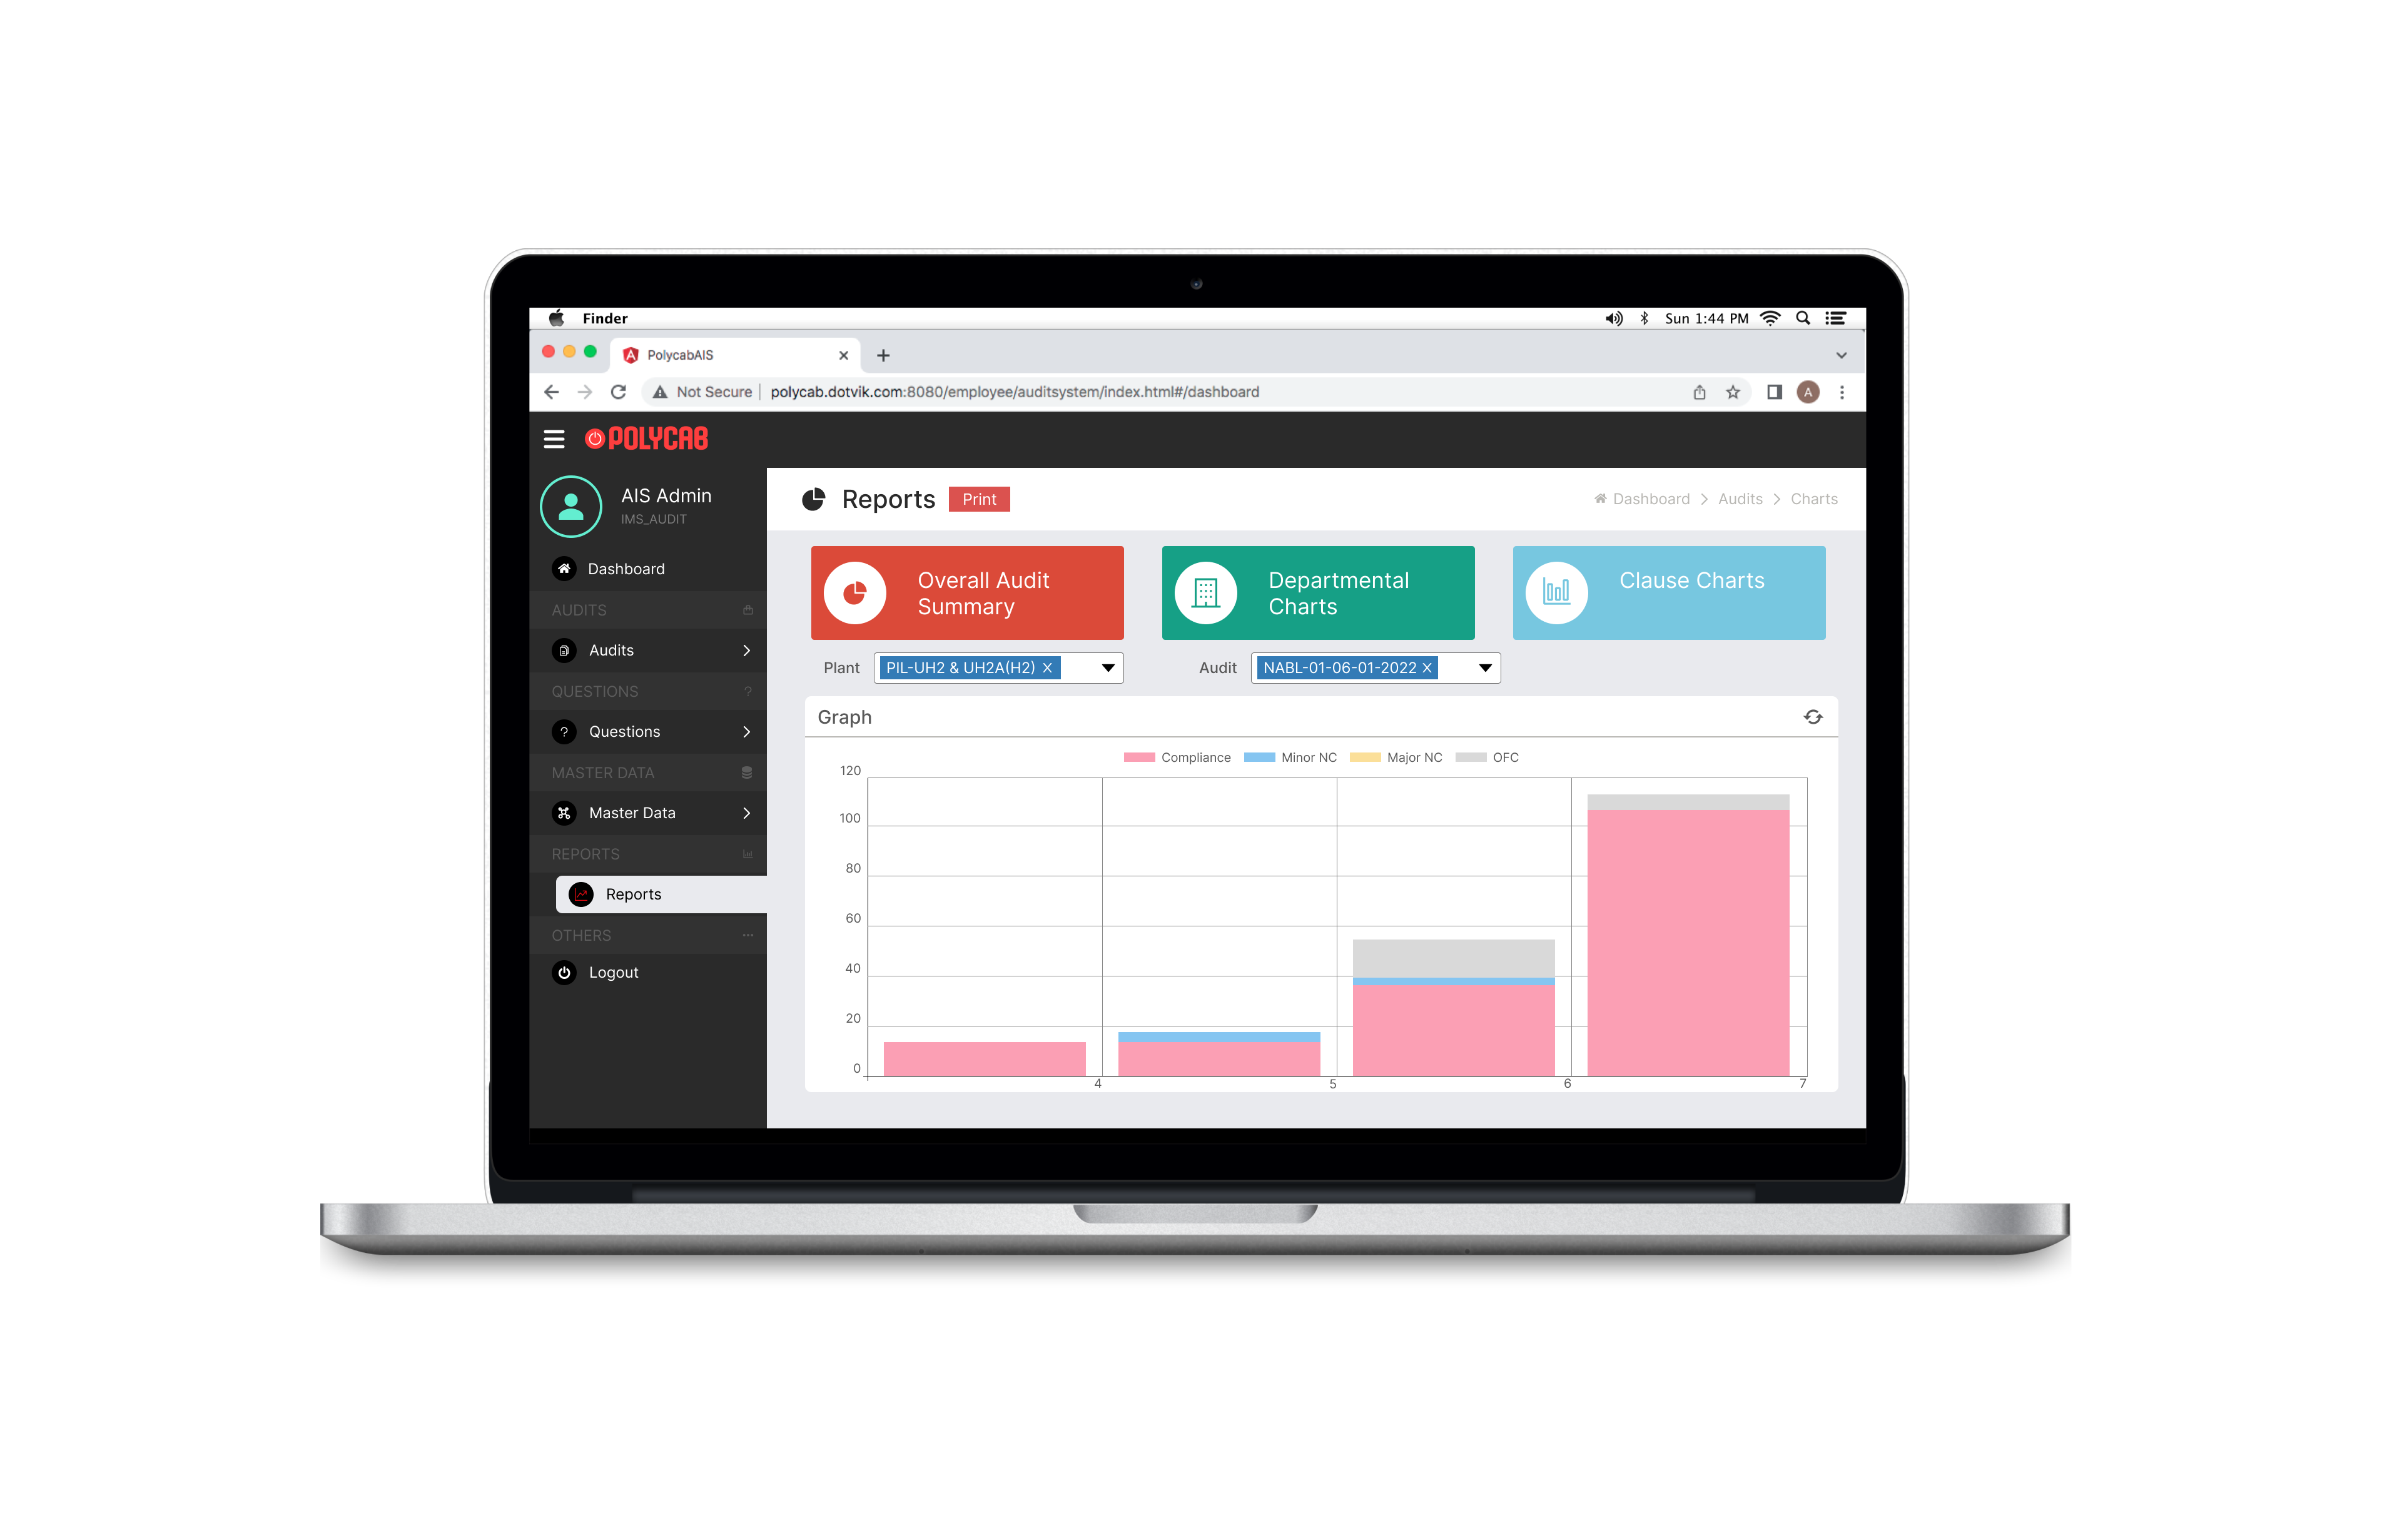 Finder
Sun 1:44 PM
PolycabAIS
Not Secure | polycab.dotvik.com:8080/employee/auditsystem/index.html#/dashboard
A
POLYCAB
AIS Admin
IMS_AUDIT
Dashboard
AUDITS
Audits
QUESTIONS
?
?
Questions
MASTER DATA
Master Data
REPORTS
Reports
OTHERS
Logout
Reports
Print
Dashboard > Audits > Charts
Overall Audit
Summary
Departmental
Charts
Clause Charts
Plant
PIL-UH2 & UH2A(H2) ×
Audit
NABL-01-06-01-2022 ×
Graph
Compliance
Minor NC
Major NC
OFC
120
100
80
60
40
20
0
4
5
6
7